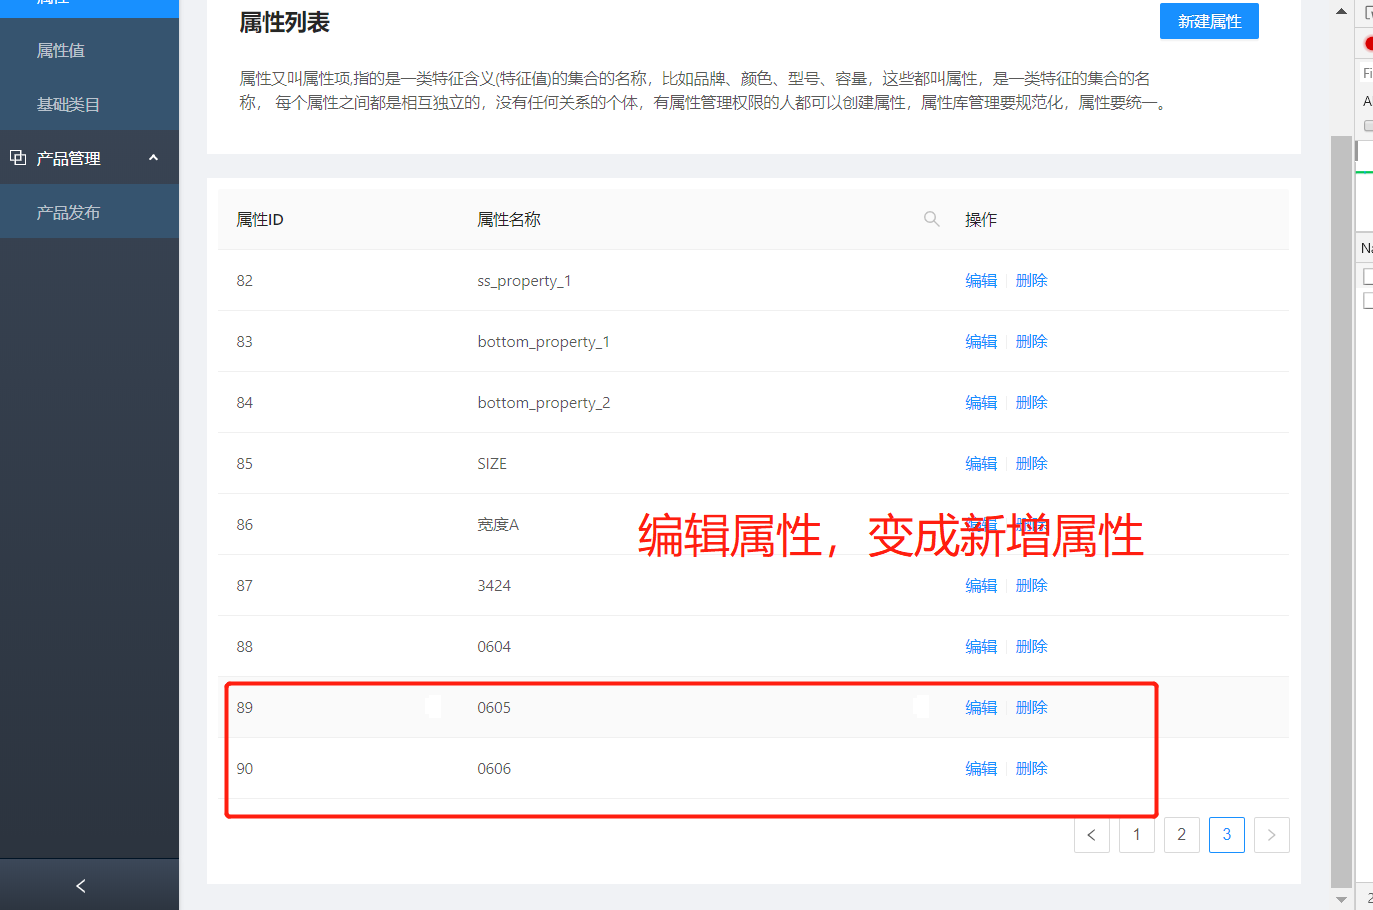 属性
属性值
基础类目
产品管理
产品发布
属性列表
新建属性
属性又叫属性项,指的是一类特征含义(特征值)的集合的名称，比如品牌、颜色、型号、容量，这些都叫属性，是一类特征的集合的名
称， 每个属性之间都是相互独立的，没有任何关系的个体，有属性管理权限的人都可以创建属性，属性库管理要规范化，属性要统一。
属性ID 属性名称 操作
82 ss_property_1 编辑 删除
83 bottom_property_1 编辑 删除
84 bottom_property_2 编辑 删除
85 SIZE 编辑 删除
86 宽度A 编辑 删除
编辑属性，变成新增属性
87 3424 编辑 删除
88 0604 编辑 删除
89 0605 编辑 删除
90 0606 编辑 删除
< 1 2 3 >